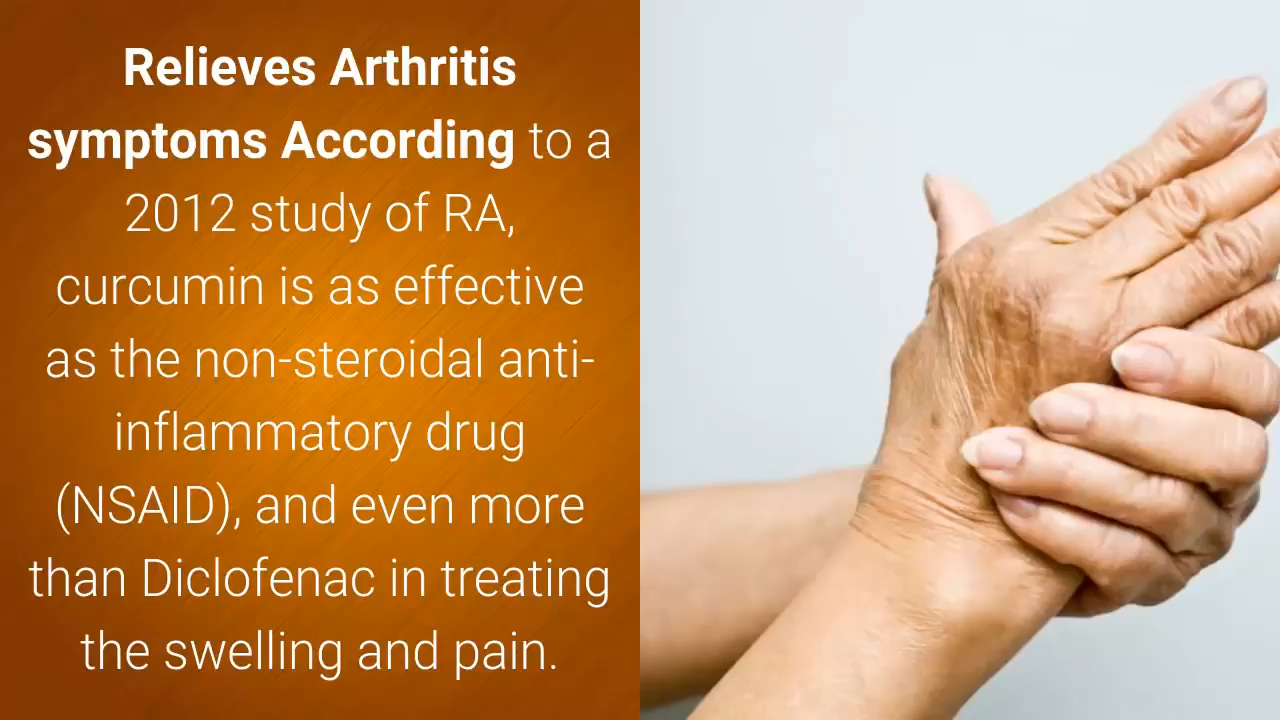 Relieves Arthritis
symptoms According to a
2012 study of RA,
curcumin is as effective
as the non-steroidal anti-
inflammatory drug
(NSAID), and even more
than Diclofenac in treating
the swelling and pain.